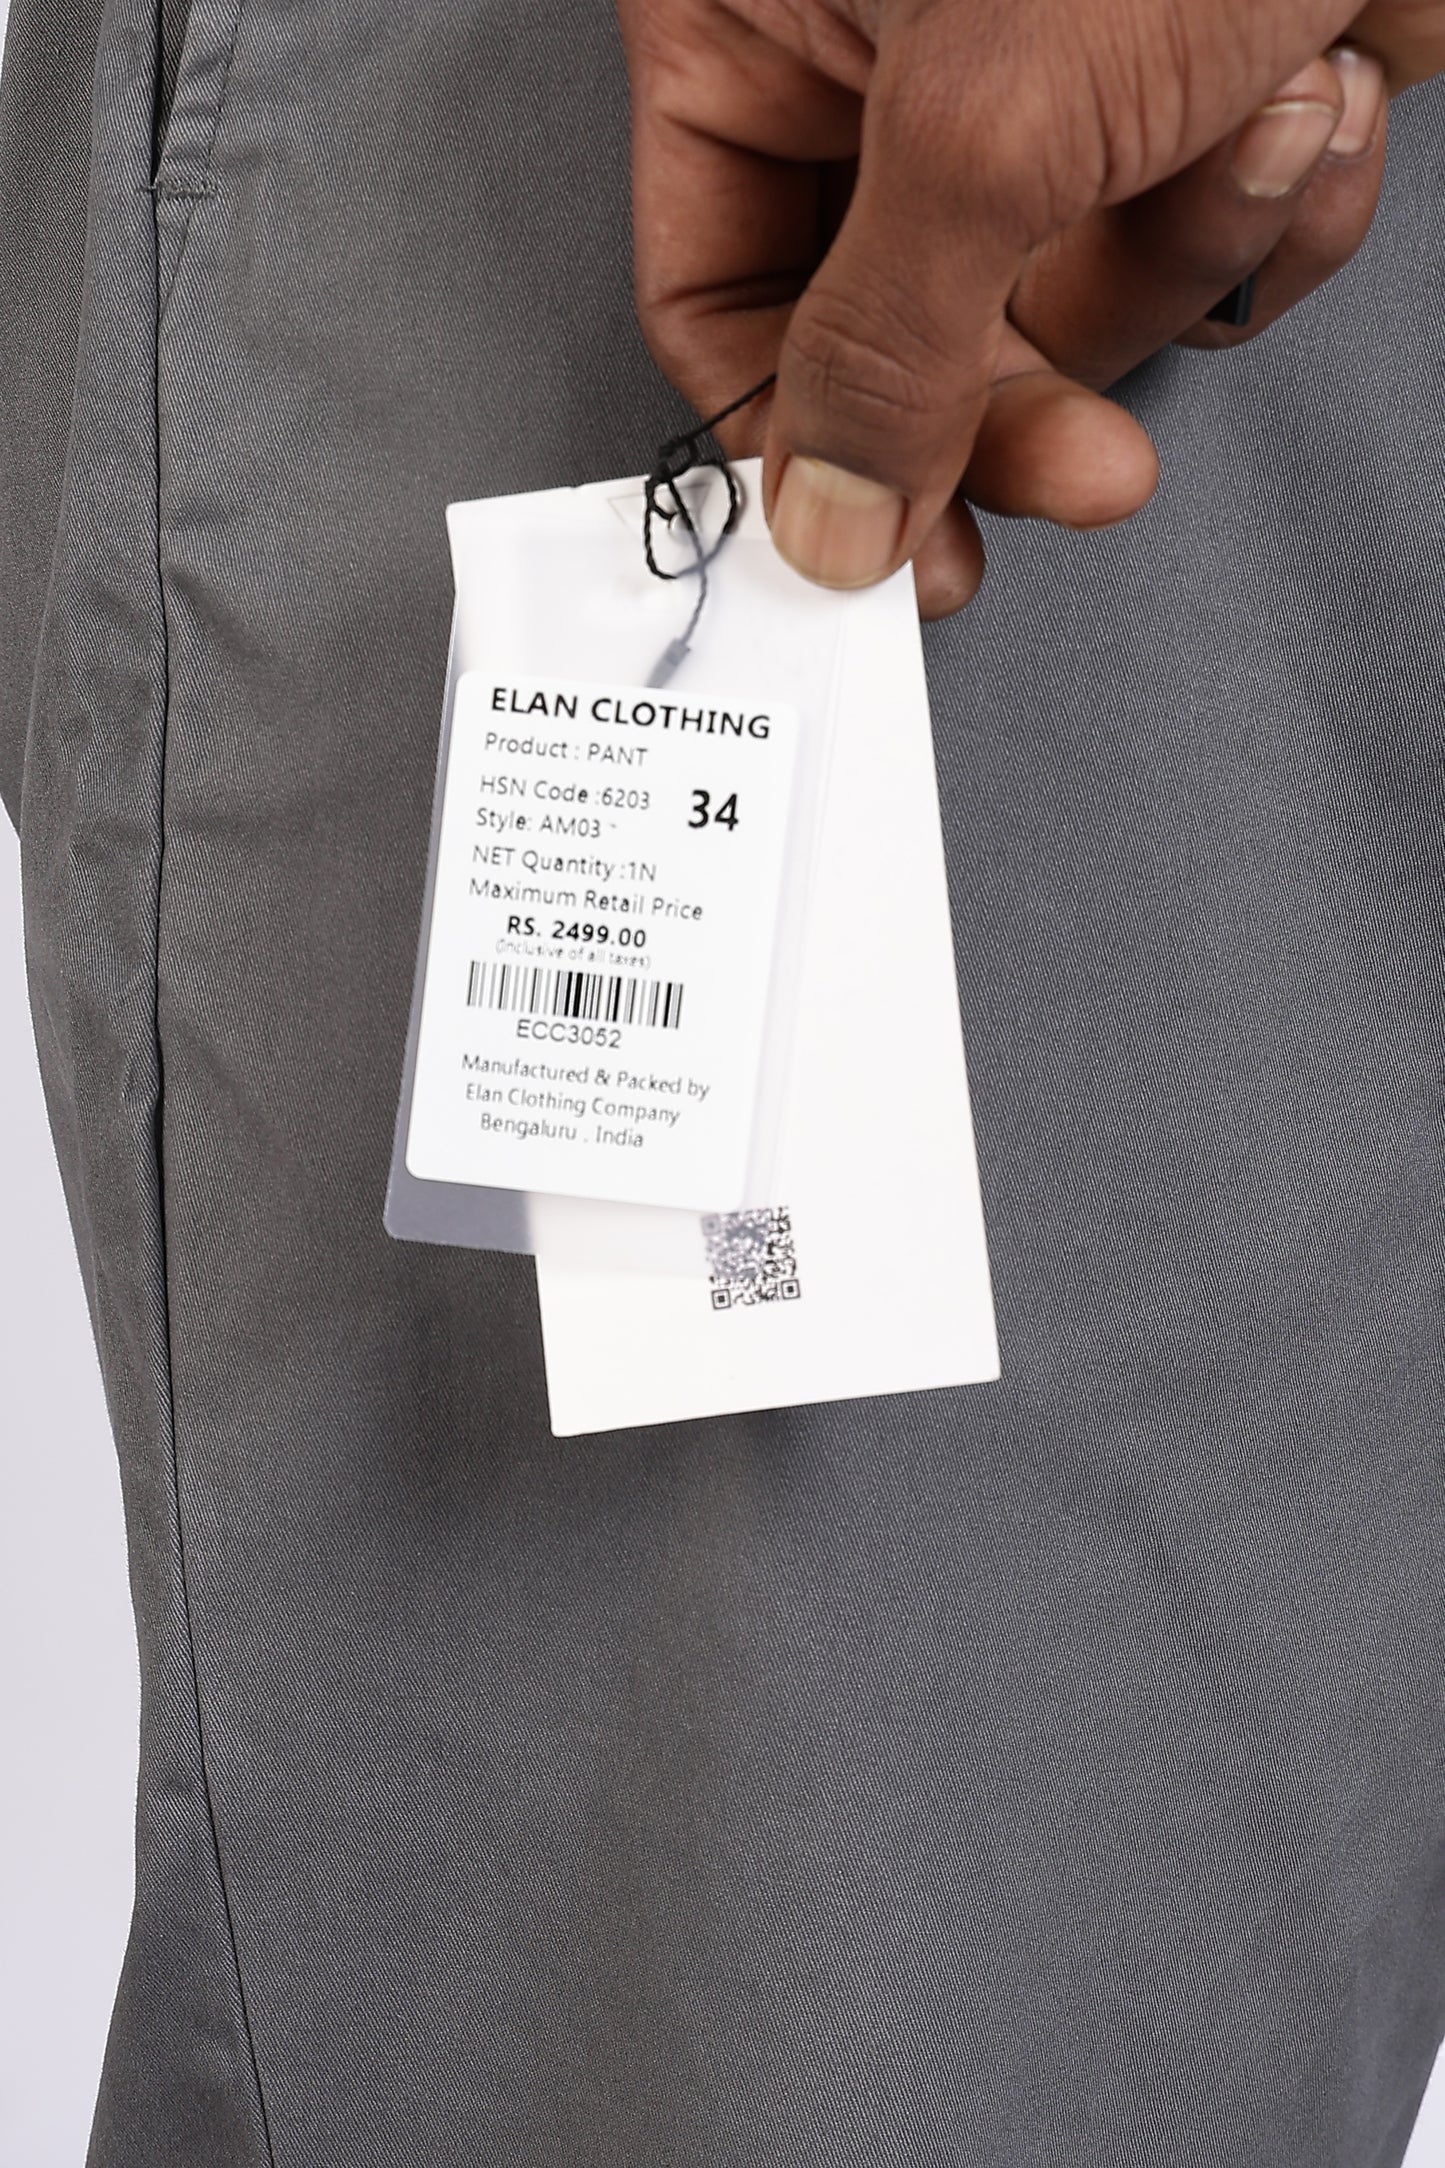 ELAN CLOTHING
Product : PANT
HSN Code :6203
34
Style: AM03 -
NET Quantity :1N
Maximum Retail Price
RS. 2499.00
(Inclusive of all taxes)
ECC3052
Manufactured & Packed by
Elan Clothing Company
Bengaluru . India